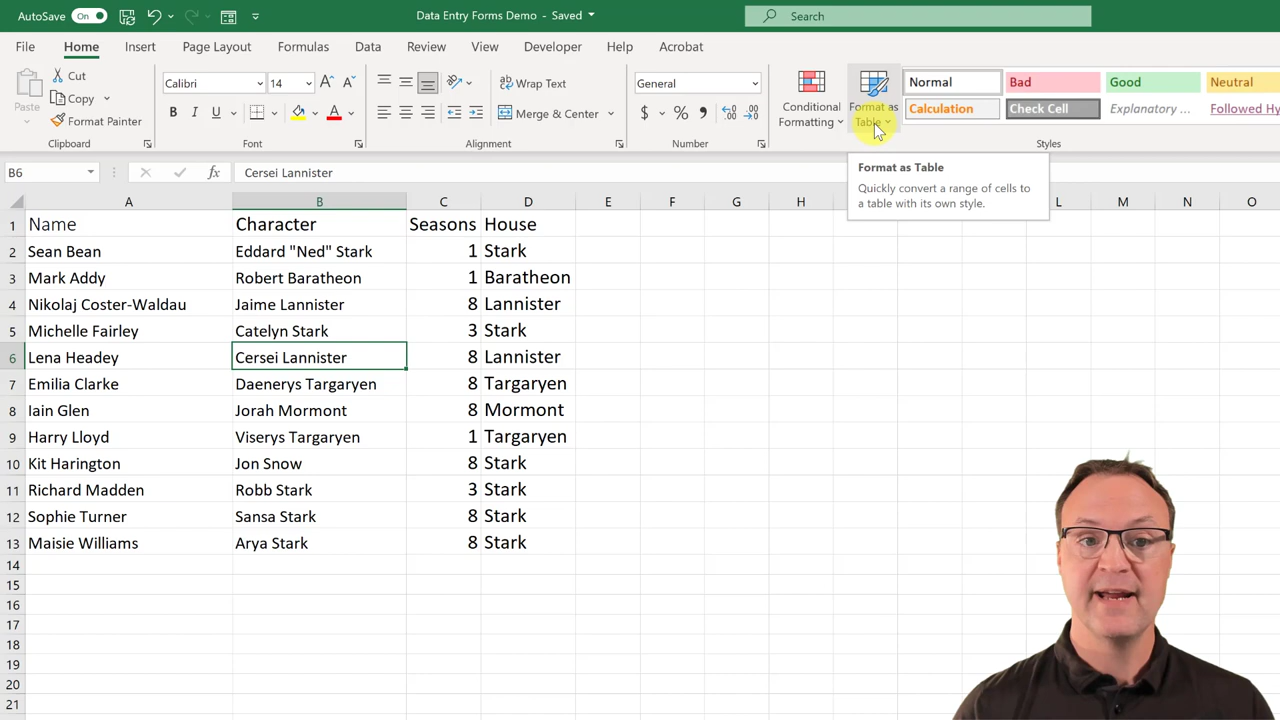 AutoSave On Data Entry Forms Demo - Saved Search
File Home Insert Page Layout Formulas Data Review View Developer Help Acrobat
Paste Cut Copy Format Painter
Clipboard
Calibri 14 A A
B I U A
Font
ab Wrap Text
Merge & Center
Alignment
General
$ % 9 .00 .00
Number
Conditional Formatting
Format as Table
Normal Bad Good Neutral
Calculation Check Cell Explanatory ... Followed Hy
Styles
B6 fx Cersei Lannister
Format as Table
Quickly convert a range of cells to
a table with its own style.
A B C D E F G H L M N O
1 Name Character Seasons House
2 Sean Bean Eddard "Ned" Stark 1 Stark
3 Mark Addy Robert Baratheon 1 Baratheon
4 Nikolaj Coster-Waldau Jaime Lannister 8 Lannister
5 Michelle Fairley Catelyn Stark 3 Stark
6 Lena Headey Cersei Lannister 8 Lannister
7 Emilia Clarke Daenerys Targaryen 8 Targaryen
8 Iain Glen Jorah Mormont 8 Mormont
9 Harry Lloyd Viserys Targaryen 1 Targaryen
10 Kit Harington Jon Snow 8 Stark
11 Richard Madden Robb Stark 3 Stark
12 Sophie Turner Sansa Stark 8 Stark
13 Maisie Williams Arya Stark 8 Stark
14
15
16
17
18
19
20
21